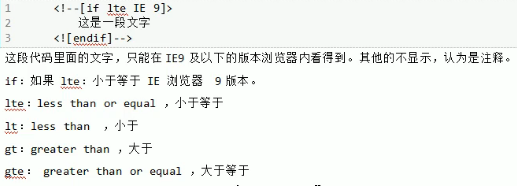 1 <!--[if lte IE 9]>
2 这是一段文字
3 <![endif]-->
这段代码里面的文字，只能在IE9及以下的版本浏览器内看得到。其他的不显示，认为是注释。
if：如果 lte：小于等于 IE 浏览器 9 版本。
lte：less than or equal ，小于等于
lt：less than ，小于
gt：greater than ，大于
gte： greater than or equal ，大于等于